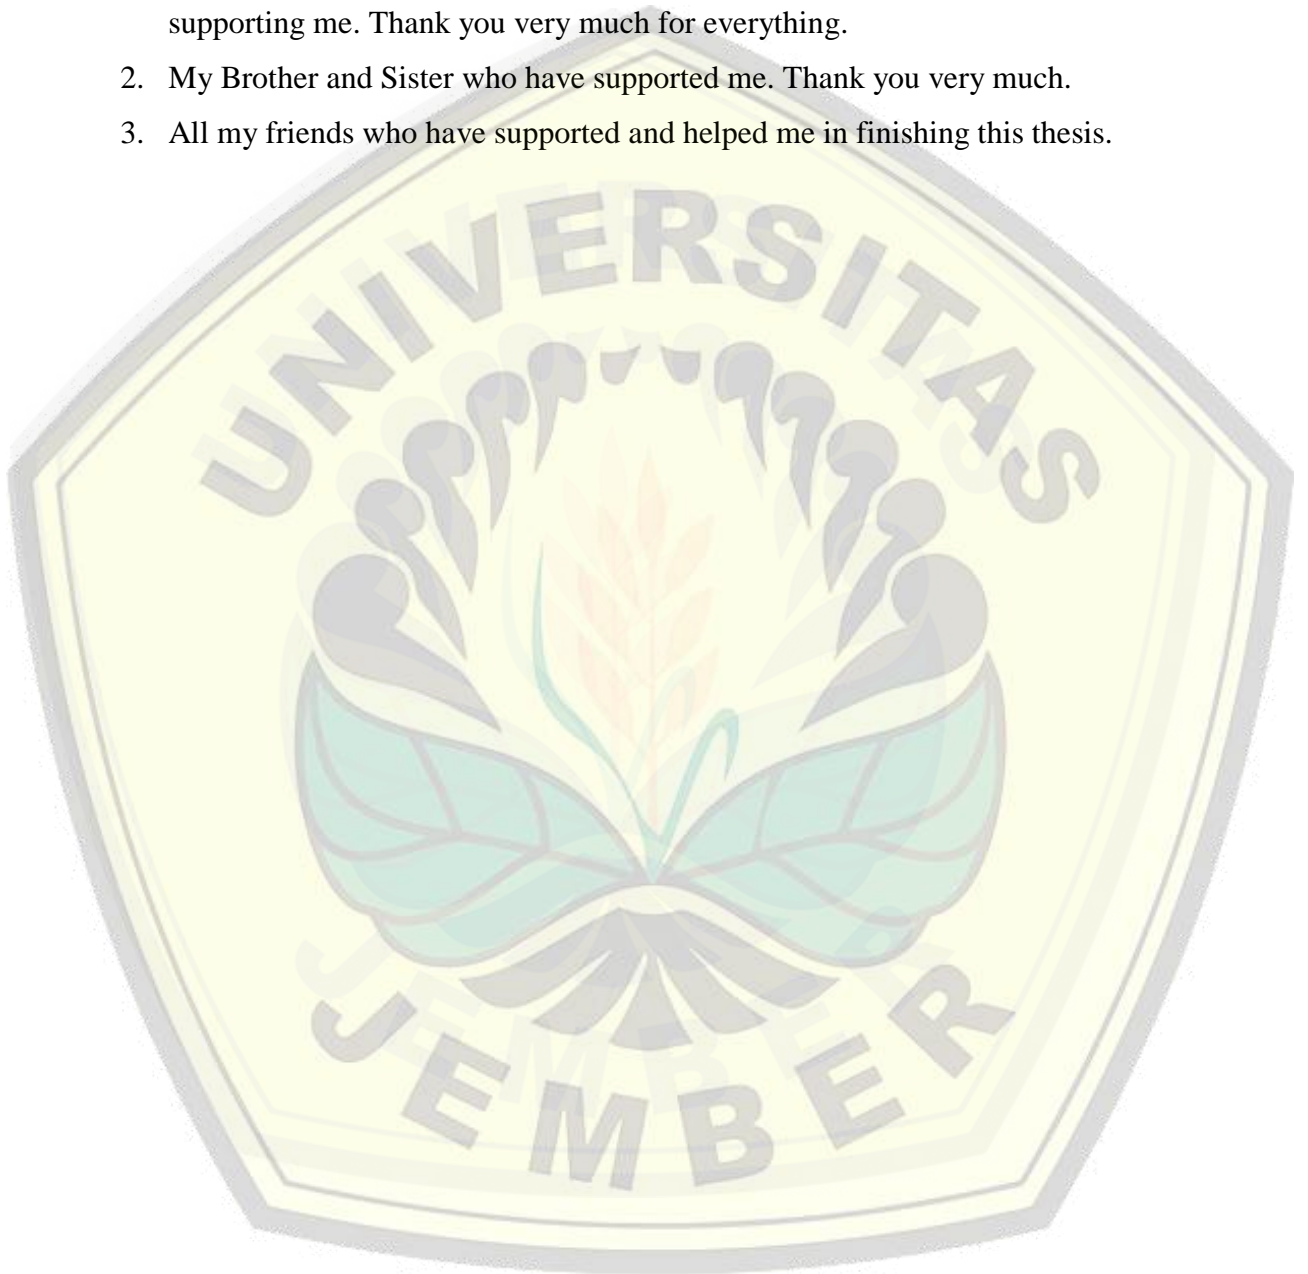 supporting me. Thank you very much for everything.
2. My Brother and Sister who have supported me. Thank you very much.
3. All my friends who have supported and helped me in finishing this thesis.
UNIVERSITAS
JEMBER